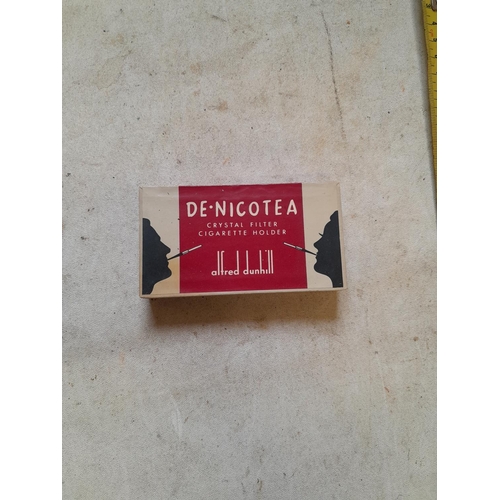 DE·NICOTEA
CRYSTAL FILTER
CIGARETTE HOLDER
alfred dunhill